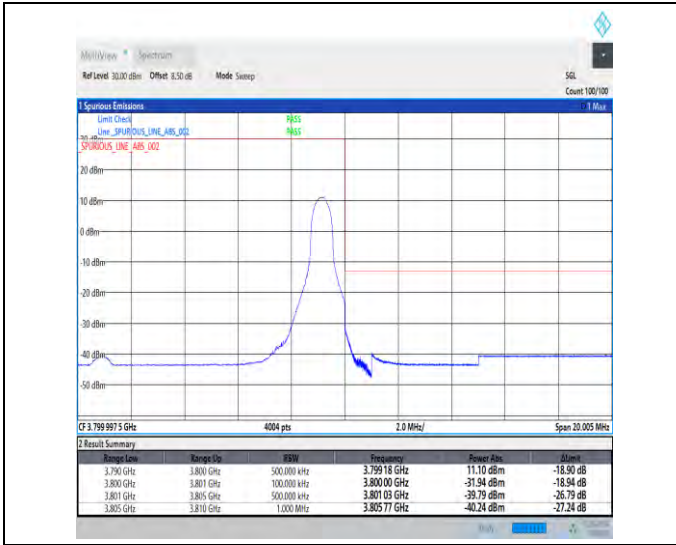 MultiView Spectrum
Ref Level 30.00 dBm Offset 8.50 dB Mode Sweep SGL
Count 100/100
1 Spurious Emissions 1 Max
Limit Check PASS
Line _SPURIOUS_LINE_ABS_002 PASS
_SPURIOUS_LINE_ABS_002
20 dBm
10 dBm
0 dBm
-10 dBm
-20 dBm
-30 dBm
-40 dBm
-50 dBm
CF 3.799 997 5 GHz 4004 pts 2.0 MHz/ Span 20.005 MHz
2 Result Summary
Range Low Range Up RBW Frequency Power Abs ΔLimit
3.790 GHz 3.800 GHz 500.000 kHz 3.799 18 GHz 11.10 dBm -18.90 dB
3.800 GHz 3.801 GHz 100.000 kHz 3.800 00 GHz -31.94 dBm -18.94 dB
3.801 GHz 3.805 GHz 500.000 kHz 3.801 03 GHz -39.79 dBm -26.79 dB
3.805 GHz 3.810 GHz 1.000 MHz 3.805 77 GHz -40.24 dBm -27.24 dB